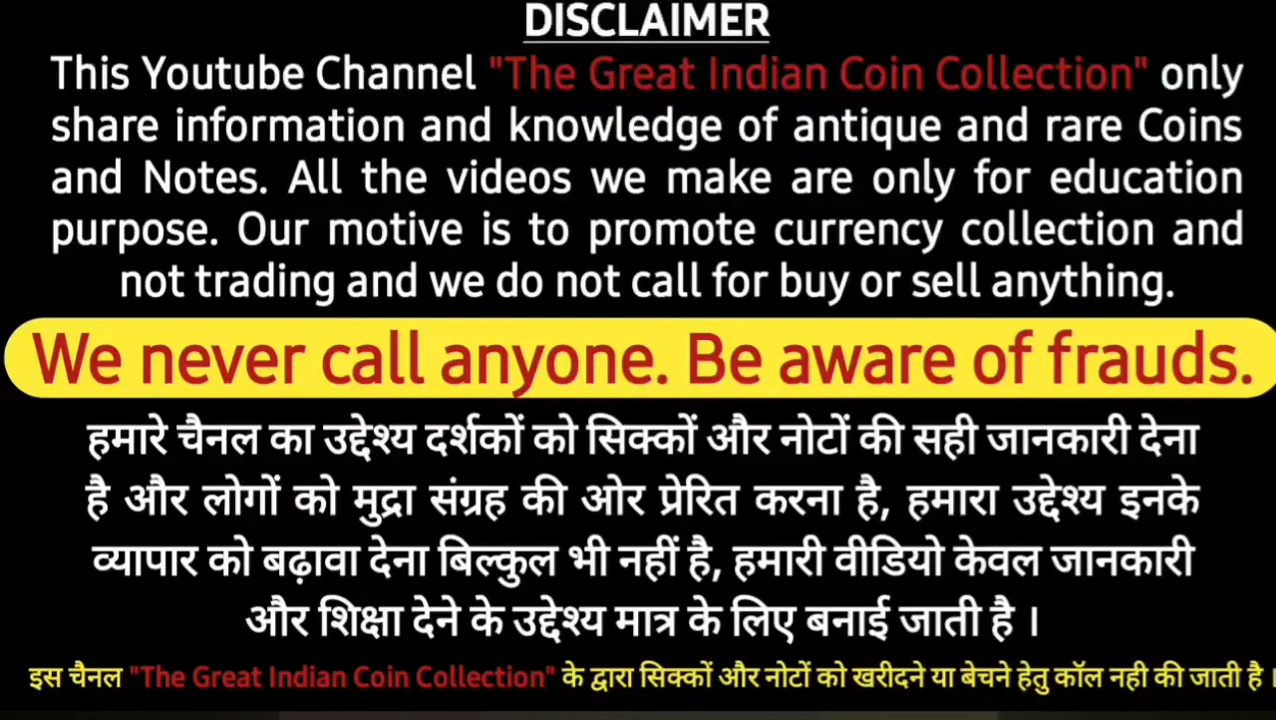 DISCLAIMER
This Youtube Channel "The Great Indian Coin Collection" only
share information and knowledge of antique and rare Coins
and Notes. All the videos we make are only for education
purpose. Our motive is to promote currency collection and
not trading and we do not call for buy or sell anything.
We never call anyone. Be aware of frauds.
हमारे चैनल का उद्देश्य दर्शकों को सिक्कों और नोटों की सही जानकारी देना
है और लोगों को मुद्रा संग्रह की ओर प्रेरित करना है, हमारा उद्देश्य इनके
व्यापार को बढ़ावा देना बिल्कुल भी नहीं है, हमारी वीडियो केवल जानकारी
और शिक्षा देने के उद्देश्य मात्र के लिए बनाई जाती है ।
इस चैनल "The Great Indian Coin Collection" के द्वारा सिक्कों और नोटों को खरीदने या बेचने हेतु कॉल नही की जाती है ।